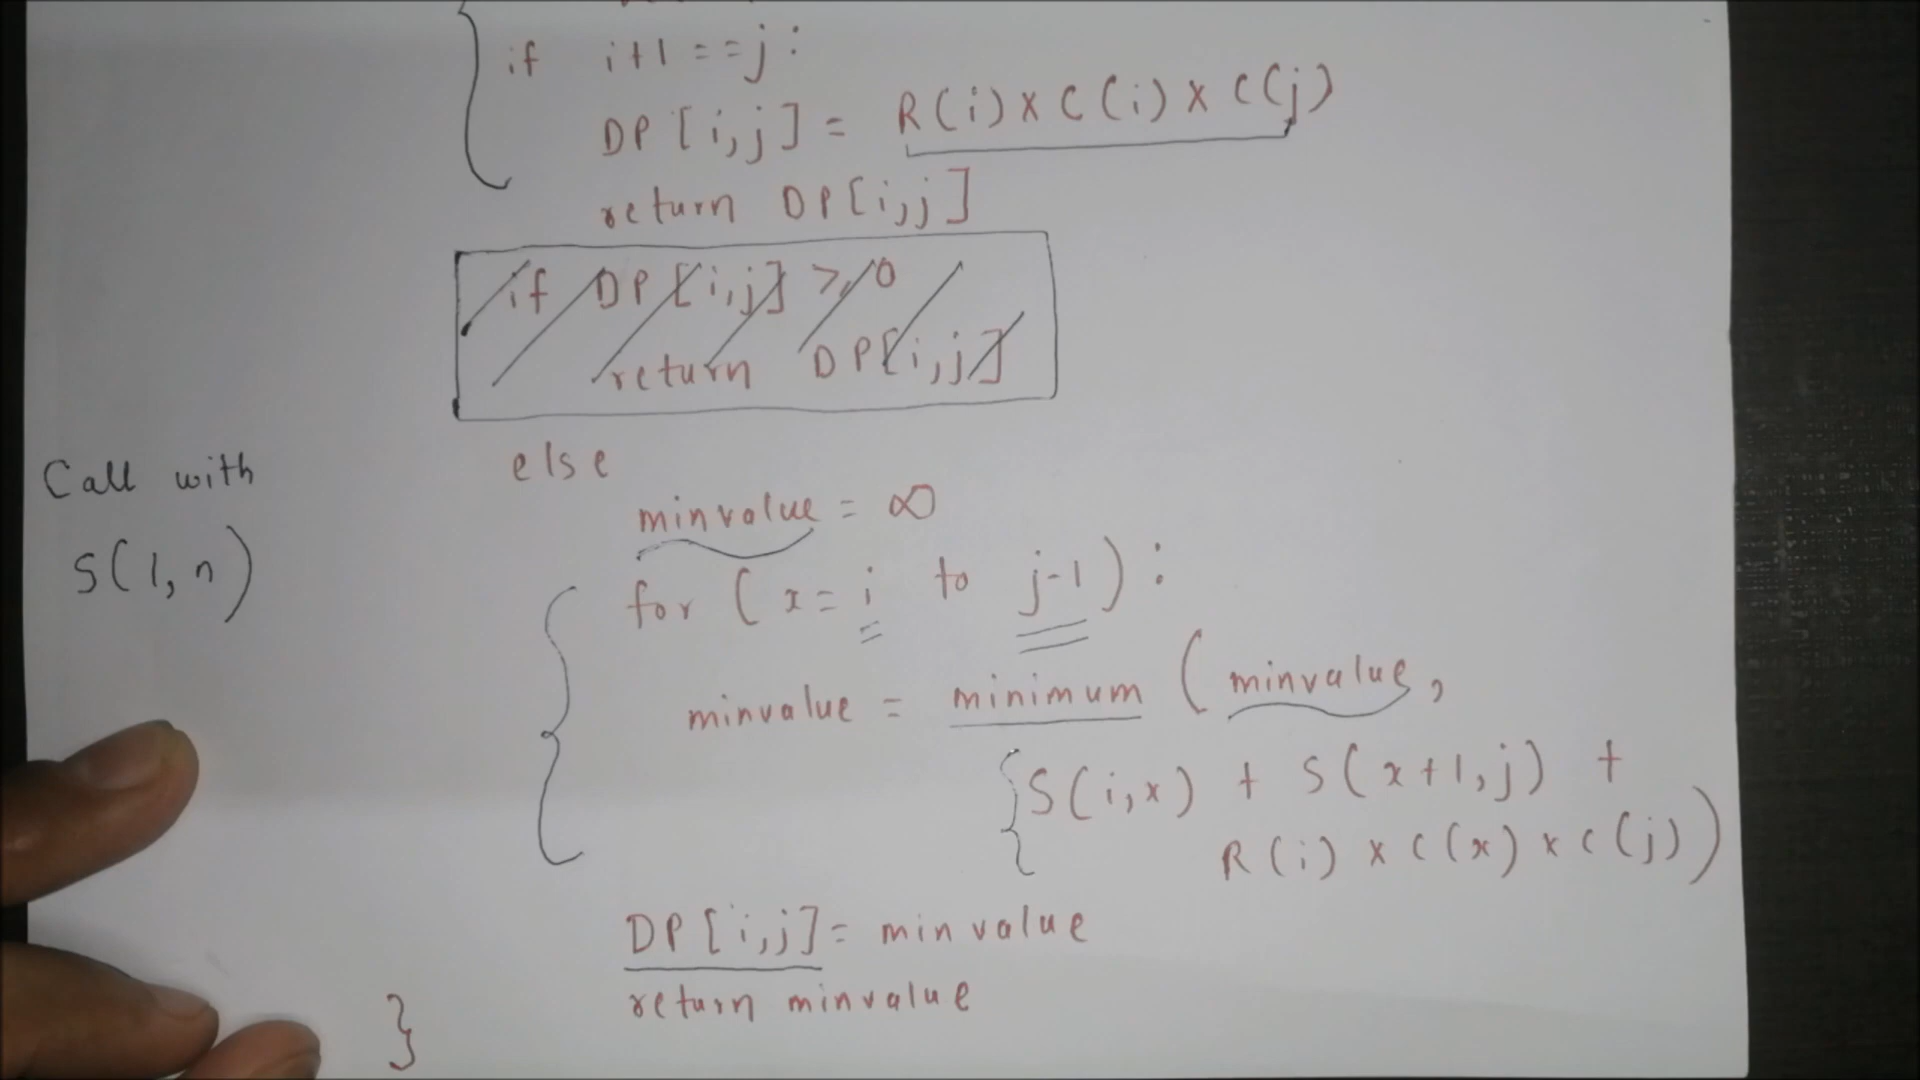 if i+1 == j :
DP [i,j] = R(i) x C(i) x C(j)
return DP[i,j]
if DP [i,j] ≥ 0
return DP[i,j]
else
Call with
S(1, n)
minvalue = ∞
for ( x = i to j-1 ) :
minvalue = minimum ( minvalue,
{ S(i,x) + S(x+1,j) +
R(i) x C(x) x C(j) )
DP [i,j] = minvalue
return minvalue
}